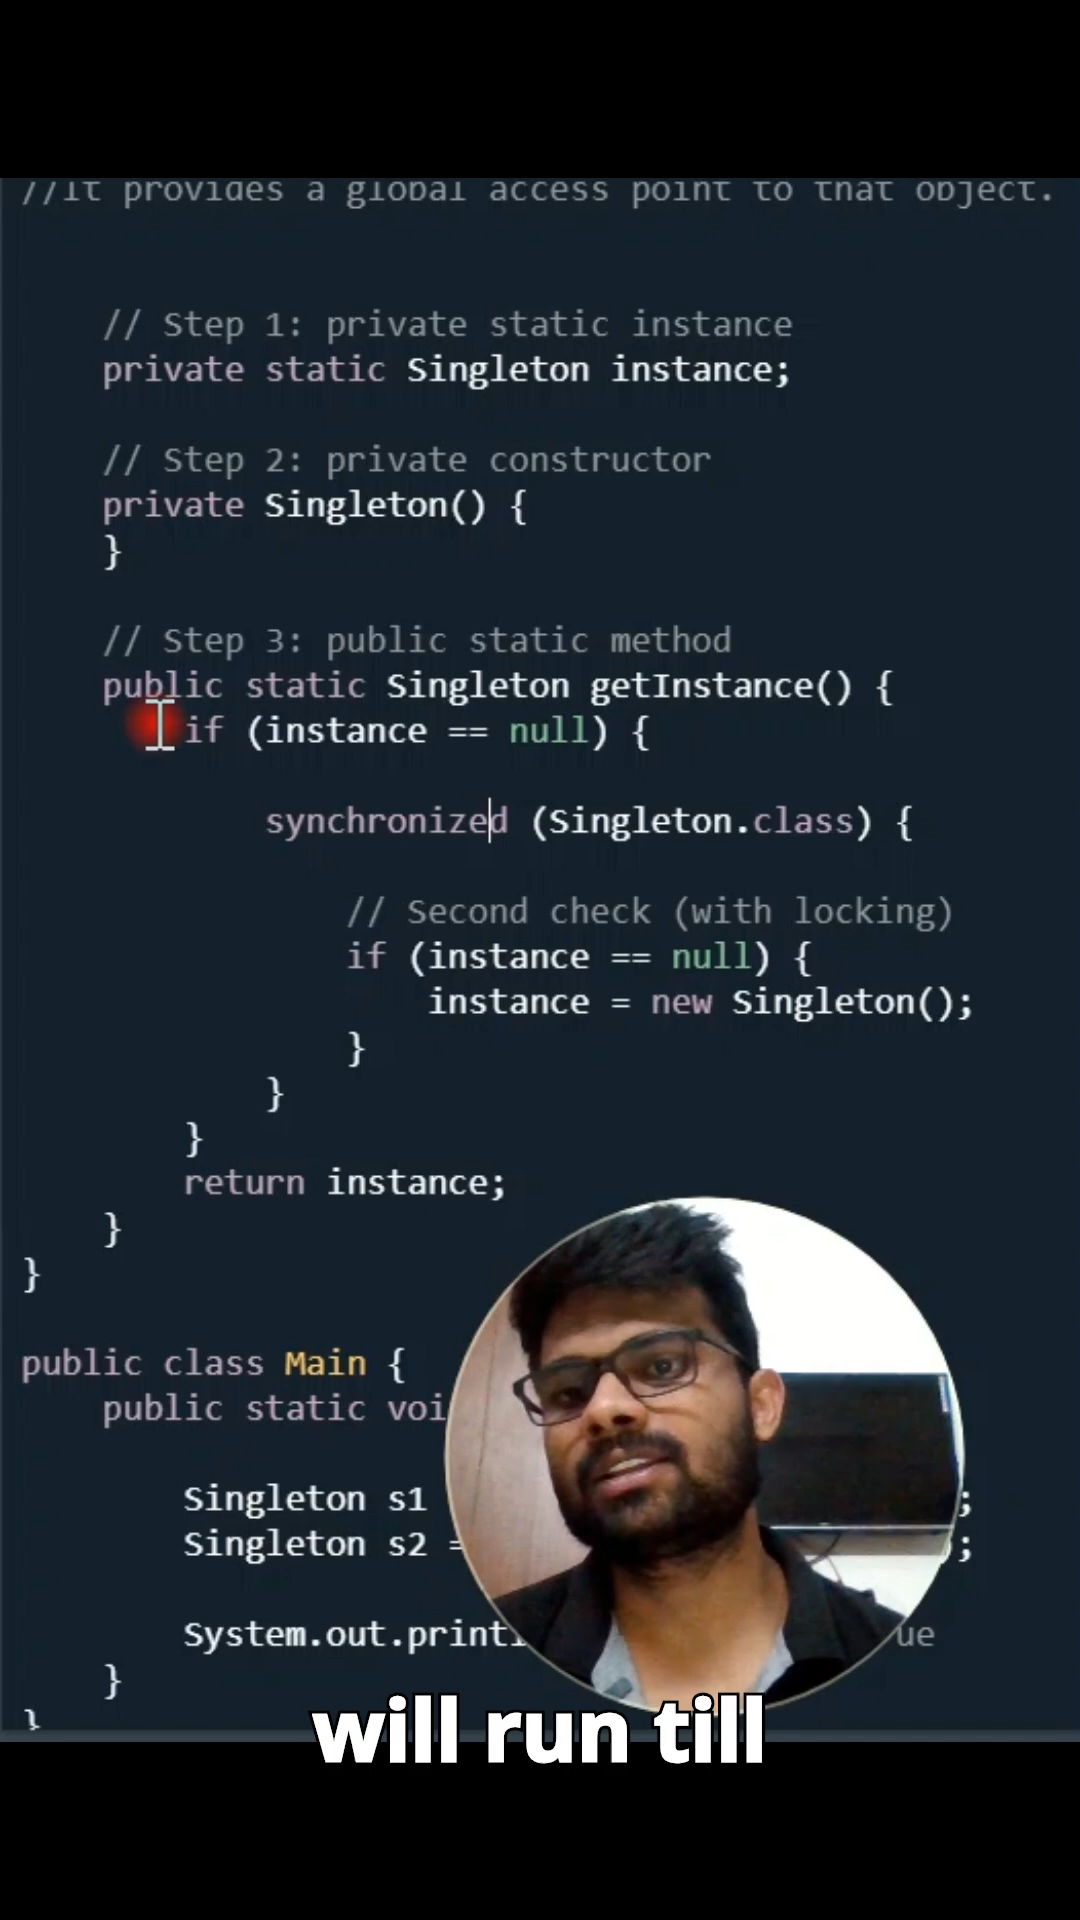 //It provides a global access point to that object.
// Step 1: private static instance
private static Singleton instance;
// Step 2: private constructor
private Singleton() {
}
// Step 3: public static method
public static Singleton getInstance() {
if (instance == null) {
synchronized (Singleton.class) {
// Second check (with locking)
if (instance == null) {
instance = new Singleton();
}
}
}
return instance;
}
}
public class Main {
public static voi
Singleton s1 ;
Singleton s2 = );
System.out.printl ue
}
}
will run till